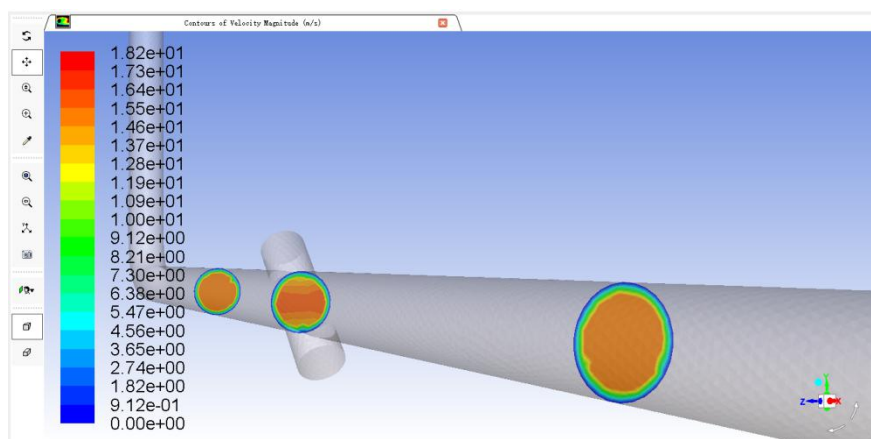 Contours of Velocity Magnitude (m/s)
1.82e+01
1.73e+01
1.64e+01
1.55e+01
1.46e+01
1.37e+01
1.28e+01
1.19e+01
1.09e+01
1.00e+01
9.12e+00
8.21e+00
7.30e+00
6.38e+00
5.47e+00
4.56e+00
3.65e+00
2.74e+00
1.82e+00
9.12e-01
0.00e+00
Y
Z X